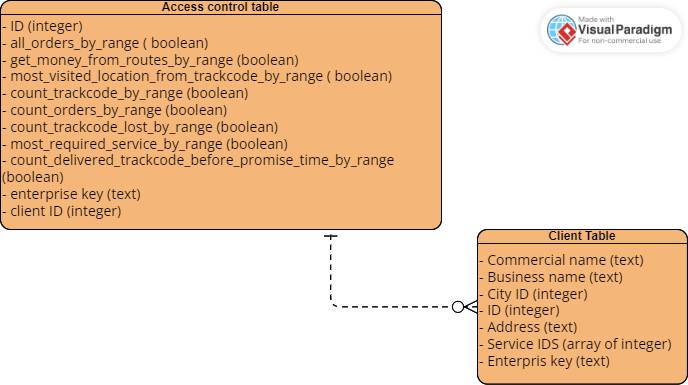 Access control table
- ID (integer)
- all_orders_by_range ( boolean)
- get_money_from_routes_by_range (boolean)
- most_visited_location_from_trackcode_by_range ( boolean)
- count_trackcode_by_range (boolean)
- count_orders_by_range (boolean)
- count_trackcode_lost_by_range (boolean)
- most_required_service_by_range (boolean)
- count_delivered_trackcode_before_promise_time_by_range
(boolean)
- enterprise key (text)
- client ID (integer)
Made with
VisualParadigm
For non-commercial use
Client Table
- Commercial name (text)
- Business name (text)
- City ID (integer)
- ID (integer)
- Address (text)
- Service IDS (array of integer)
- Enterpris key (text)